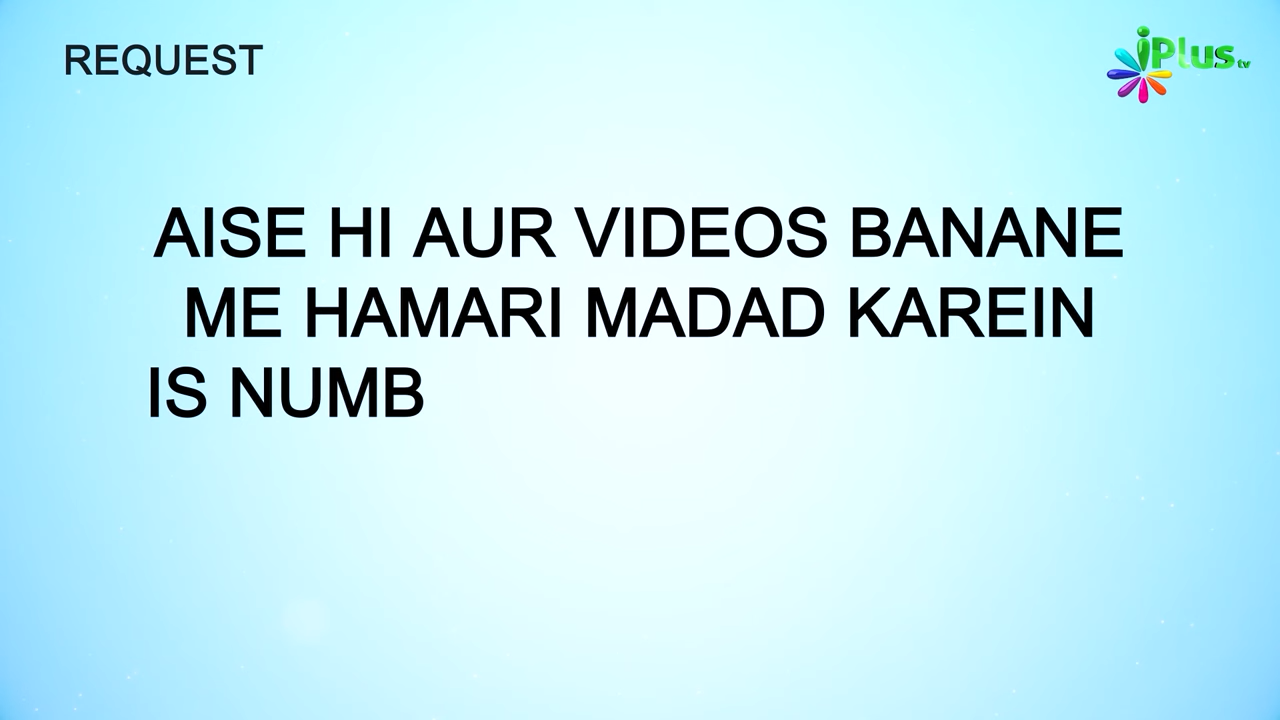 REQUEST
iPlus tv
AISE HI AUR VIDEOS BANANE
ME HAMARI MADAD KAREIN
IS NUMB